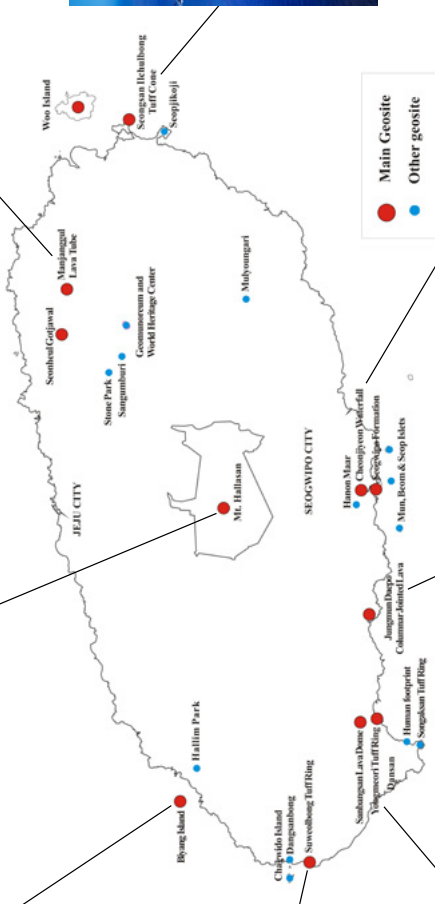 Woo Island
Seongsan Ilchulbong
Tuff Cone
Seopjikoji
Manjanggul
Lava Tube
Seonheul Gotjawal
Stone Park
Sangumburi
Geomunoreum and
World Heritage Center
Mulyoungari
JEJU CITY
Mt. Hallasan
SEOGWIPO CITY
Hanon Maar
Cheonjiyeon Waterfall
Seogwipo Formation
Mun, Beom & Seop Islets
Jungmun Daepo
Columnar Jointed Lava
Hallim Park
Biyang Island
Chagwido Island
Dangsanbong
Suweolbong Tuff Ring
Sanbangsan Lava Dome
Yongmeori Tuff Ring
Dansan
Human footprint
Songaksan Tuff Ring
Main Geosite
Other geosite